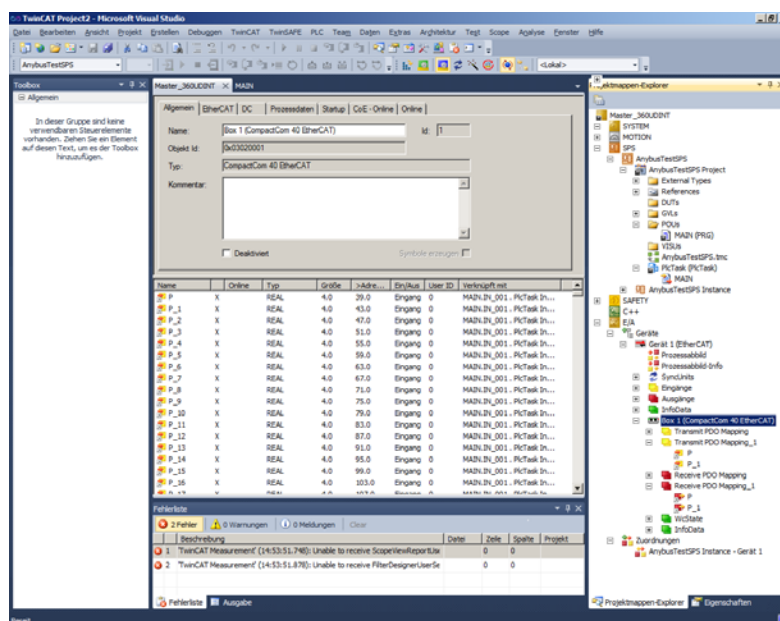 TwinCAT Project2 - Microsoft Visual Studio
Datei Bearbeiten Ansicht Projekt Erstellen Debuggen TwinCAT TwinSAFE PLC Team Daten Extras Architektur Test Scope Analyse Fenster Hilfe
AnybusTestSPS <Lokal>
Toolbox
Allgemein
In dieser Gruppe sind keine
verwendbaren Steuerelemente
vorhanden. Ziehen Sie ein Element
auf diesen Text, um es der Toolbox
hinzuzufügen.
Master_360UDINT MAIN
Allgemein EtherCAT DC Prozessdaten Startup CoE - Online Online
Name: Box 1 (CompactCom 40 EtherCAT) Id: 1
Objekt Id: 0x03020001
Typ: CompactCom 40 EtherCAT
Kommentar:
Deaktiviert Symbole erzeugen
Name Online Typ Größe >Adre... Ein/Aus User ID Verknüpft mit
P X REAL 4.0 39.0 Eingang 0 MAIN.IN_001 . PlcTask In...
P_1 X REAL 4.0 43.0 Eingang 0 MAIN.IN_001 . PlcTask In...
P_2 X REAL 4.0 47.0 Eingang 0 MAIN.IN_001 . PlcTask In...
P_3 X REAL 4.0 51.0 Eingang 0 MAIN.IN_001 . PlcTask In...
P_4 X REAL 4.0 55.0 Eingang 0 MAIN.IN_001 . PlcTask In...
P_5 X REAL 4.0 59.0 Eingang 0 MAIN.IN_001 . PlcTask In...
P_6 X REAL 4.0 63.0 Eingang 0 MAIN.IN_001 . PlcTask In...
P_7 X REAL 4.0 67.0 Eingang 0 MAIN.IN_001 . PlcTask In...
P_8 X REAL 4.0 71.0 Eingang 0 MAIN.IN_001 . PlcTask In...
P_9 X REAL 4.0 75.0 Eingang 0 MAIN.IN_001 . PlcTask In...
P_10 X REAL 4.0 79.0 Eingang 0 MAIN.IN_001 . PlcTask In...
P_11 X REAL 4.0 83.0 Eingang 0 MAIN.IN_001 . PlcTask In...
P_12 X REAL 4.0 87.0 Eingang 0 MAIN.IN_001 . PlcTask In...
P_13 X REAL 4.0 91.0 Eingang 0 MAIN.IN_001 . PlcTask In...
P_14 X REAL 4.0 95.0 Eingang 0 MAIN.IN_001 . PlcTask In...
P_15 X REAL 4.0 99.0 Eingang 0 MAIN.IN_001 . PlcTask In...
P_16 X REAL 4.0 103.0 Eingang 0 MAIN.IN_001 . PlcTask In...
Fehlerliste
2 Fehler 0 Warnungen 0 Meldungen Clear
Beschreibung Datei Zeile Spalte Projekt
1 'TwinCAT Measurement' (14:53:51.748): Unable to receive ScopeViewReportUse 0 0
2 'TwinCAT Measurement' (14:53:51.878): Unable to receive FilterDesignerUserSe 0 0
Fehlerliste Ausgabe
Projektmappen-Explorer
Master_360UDINT
SYSTEM
MOTION
SPS
AnybusTestSPS
AnybusTestSPS Project
External Types
References
DUTs
GVLs
POUs
MAIN (PRG)
VISUs
AnybusTestSPS.tmc
PlcTask (PlcTask)
MAIN
AnybusTestSPS Instance
SAFETY
C++
E/A
Geräte
Gerät 1 (EtherCAT)
Prozessabbild
Prozessabbild-Info
SyncUnits
Eingänge
Ausgänge
InfoData
Box 1 (CompactCom 40 EtherCAT)
Transmit PDO Mapping
Transmit PDO Mapping_1
P
P_1
Receive PDO Mapping
Receive PDO Mapping_1
P
P_1
WcState
InfoData
Zuordnungen
AnybusTestSPS Instance - Gerät 1
Projektmappen-Explorer Eigenschaften